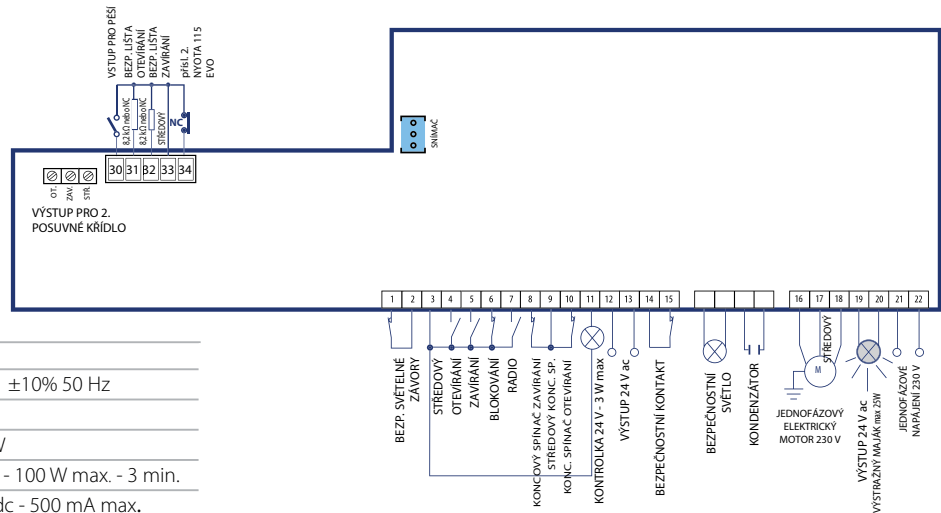 VSTUP PRO PĚŠÍ
BEZP. LIŠTA
OTEVÍRÁNÍ
BEZP. LIŠTA
ZAVÍRÁNÍ
přísl. 2.
NYOTA 115
EVO
8,2 kΩ nebo NC
8,2 kΩ nebo NC
STŘEDOVÝ
NC
30 31 32 33 34
SNÍMAČ
OT.
ZAV.
STŘ.
VÝSTUP PRO 2.
POSUVNÉ KŘÍDLO
1 2 3 4 5 6 7 8 9 10 11 12 13 14 15
16 17 18 19 20 21 22
BEZP. SVĚTELNÉ
ZÁVORY
STŘEDOVÝ
OTEVÍRÁNÍ
ZAVÍRÁNÍ
BLOKOVÁNÍ
RADIO
KONCOVÝ SPÍNAČ ZAVÍRÁNÍ
STŘEDOVÝ KONC. SP.
KONC. SPÍNAČ OTEVÍRÁNÍ
KONTROLKA 24 V - 3 W max
VÝSTUP 24 V ac
BEZPEČNOSTNÍ KONTAKT
BEZPEČNOSTNÍ
SVĚTLO
KONDENZÁTOR
M
STŘEDOVÝ
JEDNOFÁZOVÝ
ELEKTRICKÝ
MOTOR 230 V
VÝSTUP 24 V ac
VÝSTRAŽNÝ MAJÁK max 25W
JEDNOFÁZOVÉ
NAPÁJENÍ 230 V
±10% 50 Hz
W
- 100 W max. - 3 min.
dc - 500 mA max.